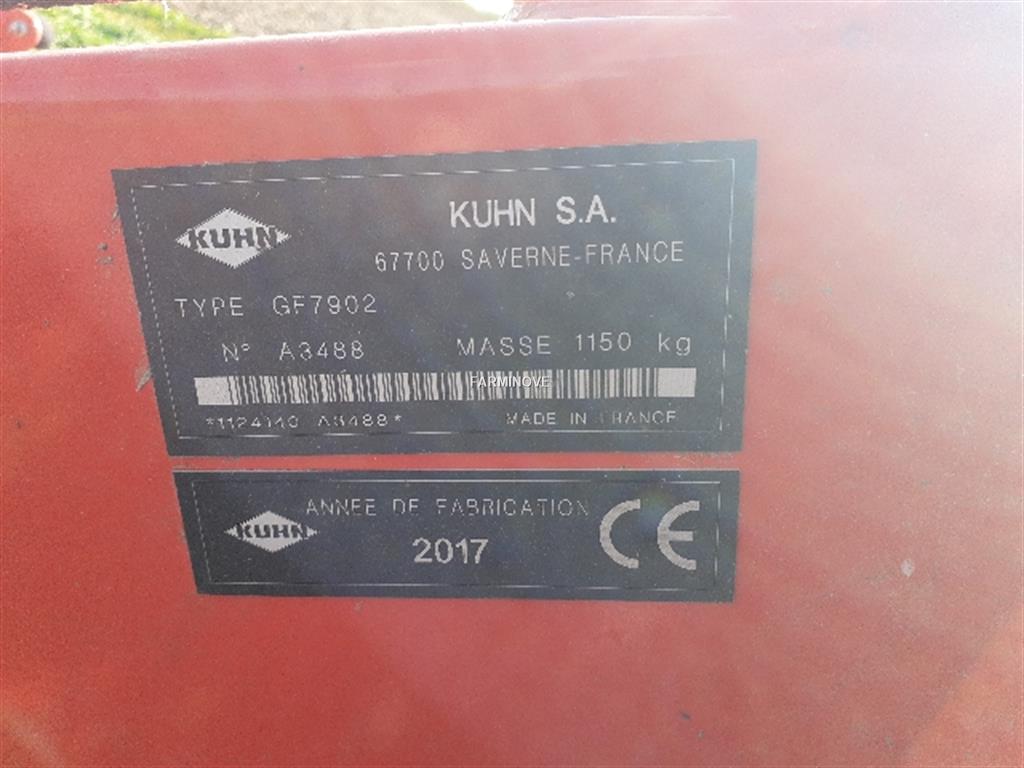 KUHN S.A.
KUHN
67700 SAVERNE-FRANCE
TYPE GF7902
N° A3488 MASSE 1150 kg
FARMINOVE
A3488* MADE IN FRANCE
ANNEE DE FABRICATION
KUHN
2017
CE